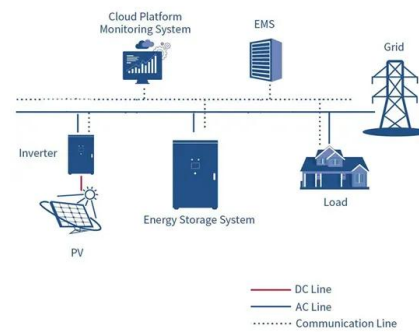 Cloud Platform
Monitoring System
EMS
Grid
Inverter
Energy Storage System
Load
PV
DC Line
AC Line
Communication Line